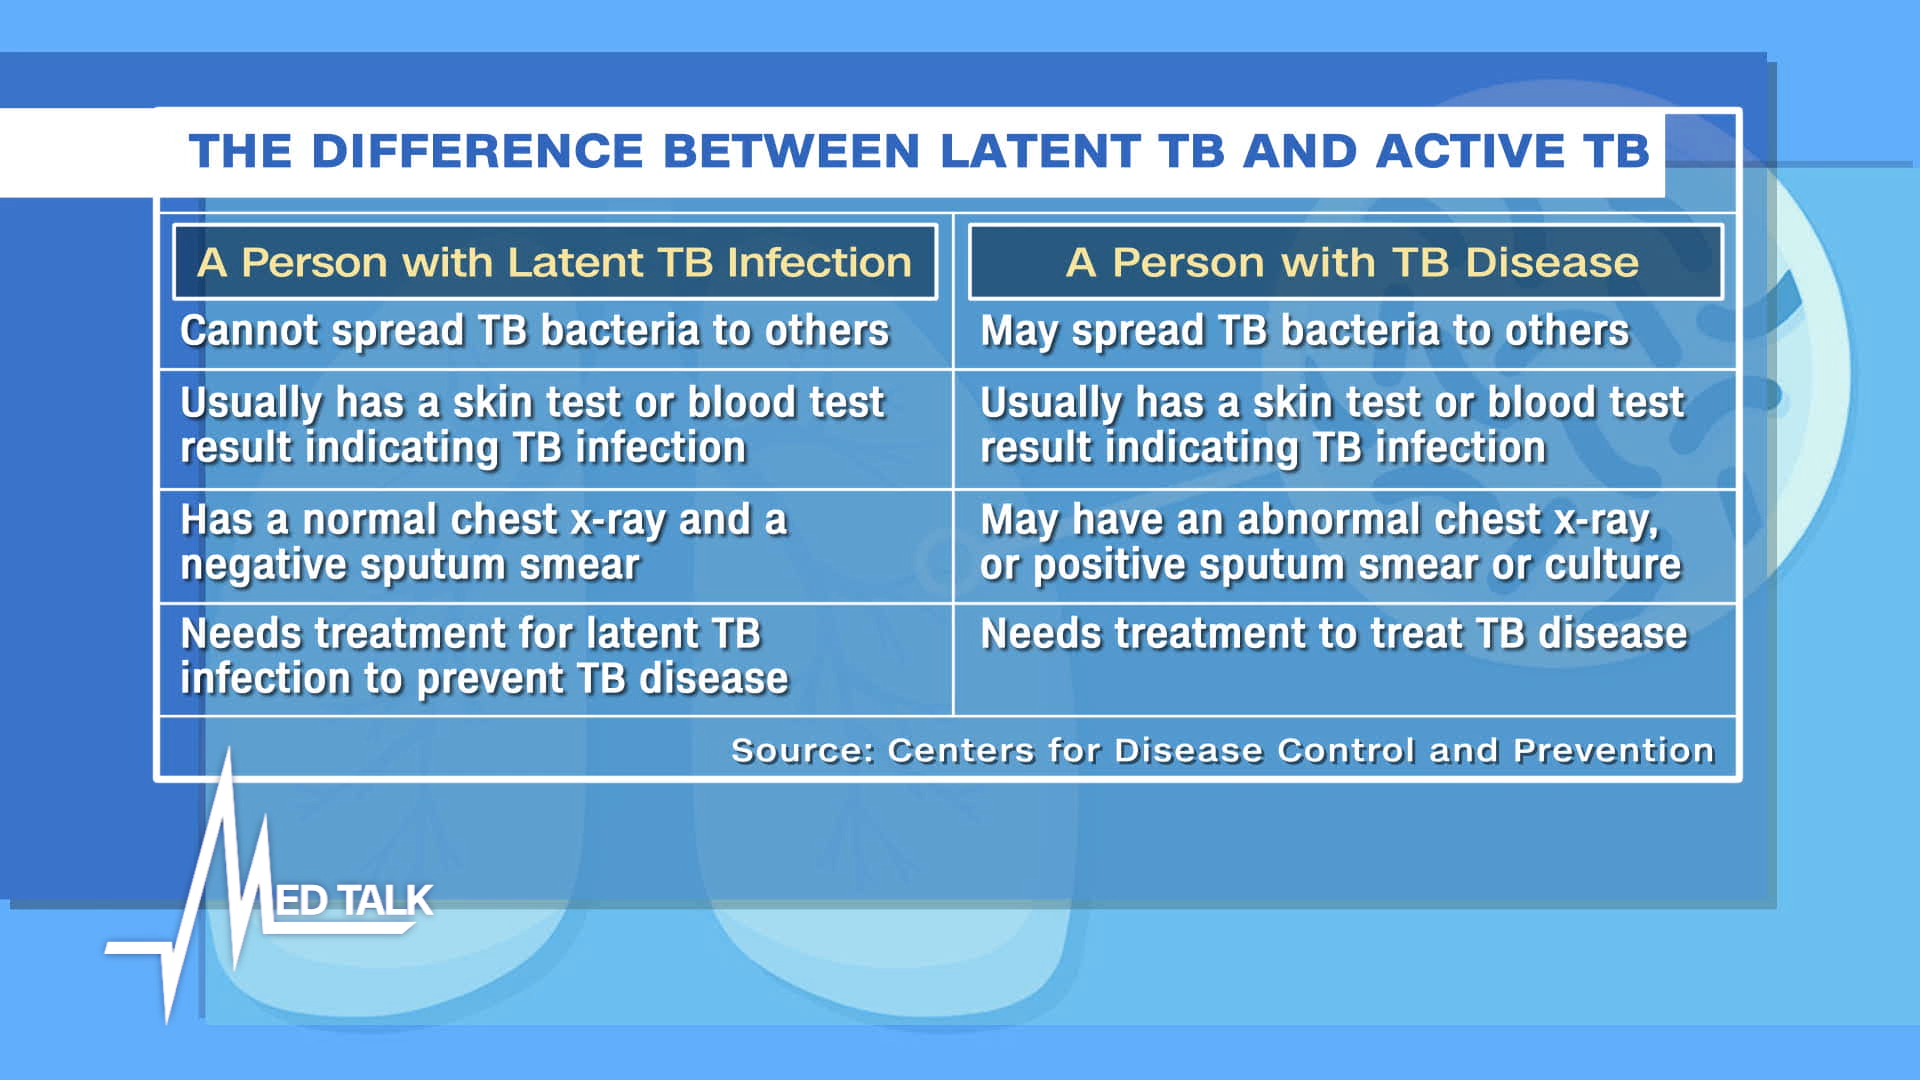 THE DIFFERENCE BETWEEN LATENT TB AND ACTIVE TB
A Person with Latent TB Infection
A Person with TB Disease
Cannot spread TB bacteria to others
May spread TB bacteria to others
Usually has a skin test or blood test
result indicating TB infection
Usually has a skin test or blood test
result indicating TB infection
Has a normal chest x-ray and a
negative sputum smear
May have an abnormal chest x-ray,
or positive sputum smear or culture
Needs treatment for latent TB
infection to prevent TB disease
Needs treatment to treat TB disease
Source: Centers for Disease Control and Prevention
MED TALK